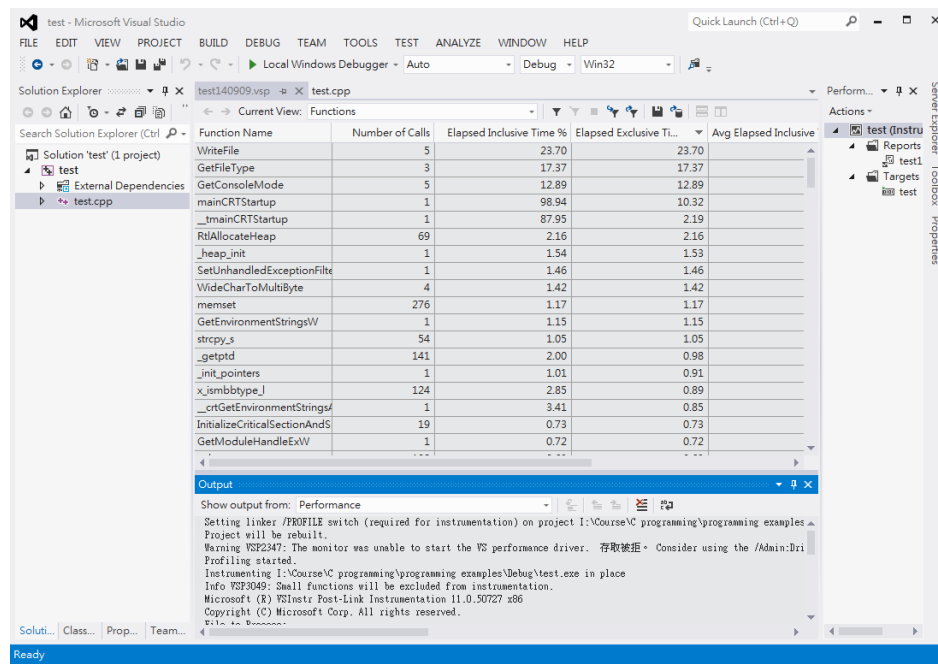 test - Microsoft Visual Studio
Quick Launch (Ctrl+Q)
FILE EDIT VIEW PROJECT BUILD DEBUG TEAM TOOLS TEST ANALYZE WINDOW HELP
Local Windows Debugger Auto Debug Win32
Solution Explorer
Search Solution Explorer (Ctrl
Solution 'test' (1 project)
test
External Dependencies
test.cpp
Soluti... Class... Prop... Team...
test140909.vsp test.cpp
Current View: Functions
Function Name Number of Calls Elapsed Inclusive Time % Elapsed Exclusive Ti... Avg Elapsed Inclusive
WriteFile 5 23.70 23.70
GetFileType 3 17.37 17.37
GetConsoleMode 5 12.89 12.89
mainCRTStartup 1 98.94 10.32
__tmainCRTStartup 1 87.95 2.19
RtlAllocateHeap 69 2.16 2.16
_heap_init 1 1.54 1.53
SetUnhandledExceptionFilte 1 1.46 1.46
WideCharToMultiByte 4 1.42 1.42
memset 276 1.17 1.17
GetEnvironmentStringsW 1 1.15 1.15
strcpy_s 54 1.05 1.05
_getptd 141 2.00 0.98
_init_pointers 1 1.01 0.91
x_ismbbtype_l 124 2.85 0.89
__crtGetEnvironmentStringsA 1 3.41 0.85
InitializeCriticalSectionAndS 19 0.73 0.73
GetModuleHandleExW 1 0.72 0.72
Output
Show output from: Performance
Setting linker /PROFILE switch (required for instrumentation) on project I:\Course\C programming\programming examples
Project will be rebuilt.
Warning VSP2347: The monitor was unable to start the VS performance driver. 存取被拒。 Consider using the /Admin:Dri
Profiling started.
Instrumenting I:\Course\C programming\programming examples\Debug\test.exe in place
Info VSP3049: Small functions will be excluded from instrumentation.
Microsoft (R) VSInstr Post-Link Instrumentation 11.0.50727 x86
Copyright (C) Microsoft Corp. All rights reserved.
File to Process:
Perform...
Actions
test (Instru
Reports
test1
Targets
test
Server Explorer
Toolbox
Properties
Ready